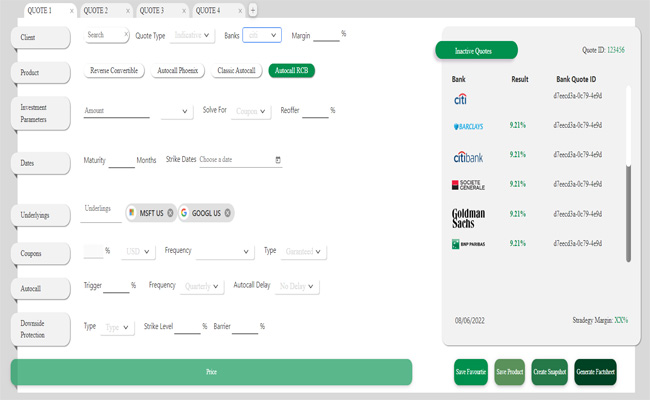 QUOTE 1 × QUOTE 2 × QUOTE 3 × QUOTE 4 × +
Client Search × Quote Type Indicative Banks citi Margin %
Product Reverse Convertible Autocall Phoenix Classic Autocall Autocall RCB
Investment Parameters Amount Solve For Coupon Reoffer %
Dates Maturity Months Strike Dates Choose a date
Underlyings Underlings MSFT US GOOGL US
Coupons % USD Frequency Type Guaranteed
Autocall Trigger % Frequency Quarterly Autocall Delay No Delay
Downside Protection Type Type Strike Level % Barrier %
Price
Inactive Quotes Quote ID: 123456
Bank Result Bank Quote ID
citi d7eecd3a-0c79-4e9d
BARCLAYS 9.21% d7eecd3a-0c79-4e9d
citibank 9.21% d7eecd3a-0c79-4e9d
SOCIETE GENERALE 9.21% d7eecd3a-0c79-4e9d
Goldman Sachs 9.21% d7eecd3a-0c79-4e9d
BNP PARIBAS 9.21% d7eecd3a-0c79-4e9d
08/06/2022 Stradegy Margin: XX%
Save Favourite Save Product Create Snapshot Generate Factsheet